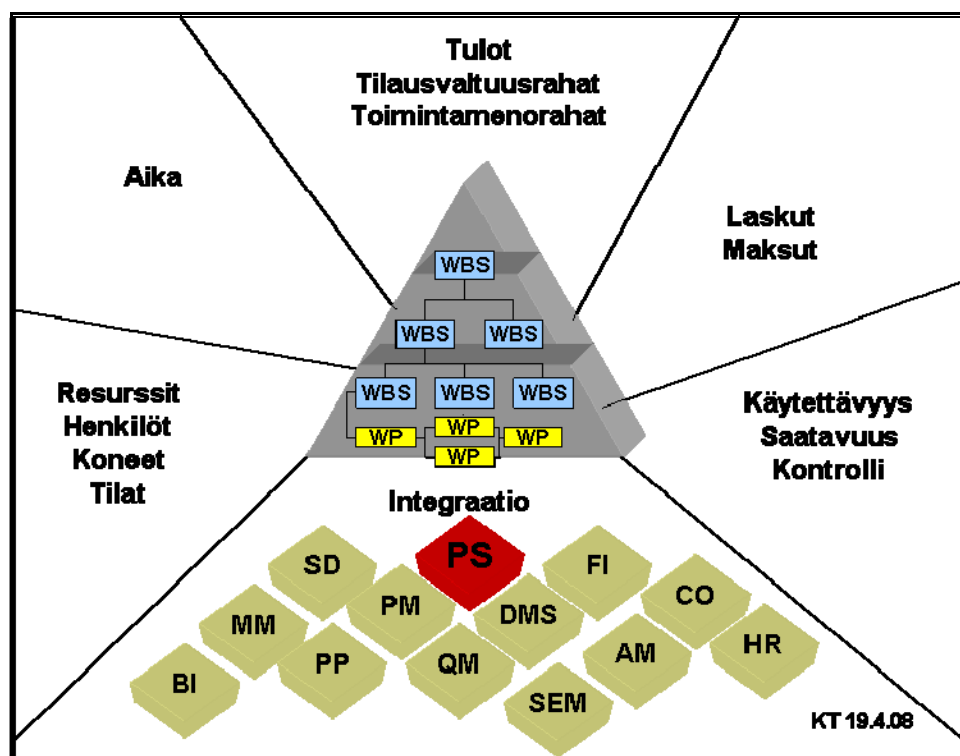 Tulot
Tilausvaltuusrahat
Toimintamenorahat
Aika
Laskut
Maksut
WBS
WBS WBS
WBS WBS WBS
WP WP WP
WP
Resurssit
Henkilöt
Koneet
Tilat
Käytettävyys
Saatavuus
Kontrolli
Integraatio
SD PS FI
MM PM DMS CO
BI PP QM AM HR
SEM
KT 19.4.08